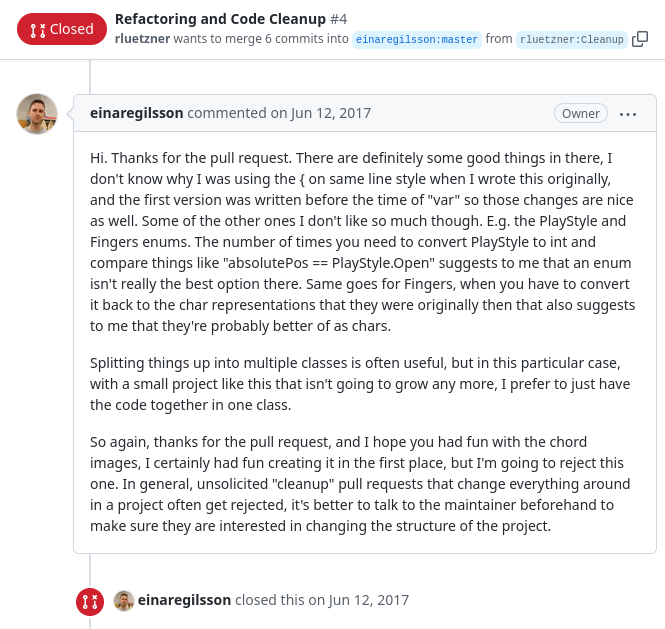 Closed
Refactoring and Code Cleanup #4
rluetzner wants to merge 6 commits into einaregilsson:master from rluetzner:Cleanup
einaregilsson commented on Jun 12, 2017
Owner
Hi. Thanks for the pull request. There are definitely some good things in there, I
don't know why I was using the { on same line style when I wrote this originally,
and the first version was written before the time of "var" so those changes are nice
as well. Some of the other ones I don't like so much though. E.g. the PlayStyle and
Fingers enums. The number of times you need to convert PlayStyle to int and
compare things like "absolutePos == PlayStyle.Open" suggests to me that an enum
isn't really the best option there. Same goes for Fingers, when you have to convert
it back to the char representations that they were originally then that also suggests
to me that they're probably better of as chars.
Splitting things up into multiple classes is often useful, but in this particular case,
with a small project like this that isn't going to grow any more, I prefer to just have
the code together in one class.
So again, thanks for the pull request, and I hope you had fun with the chord
images, I certainly had fun creating it in the first place, but I'm going to reject this
one. In general, unsolicited "cleanup" pull requests that change everything around
in a project often get rejected, it's better to talk to the maintainer beforehand to
make sure they are interested in changing the structure of the project.
einaregilsson closed this on Jun 12, 2017